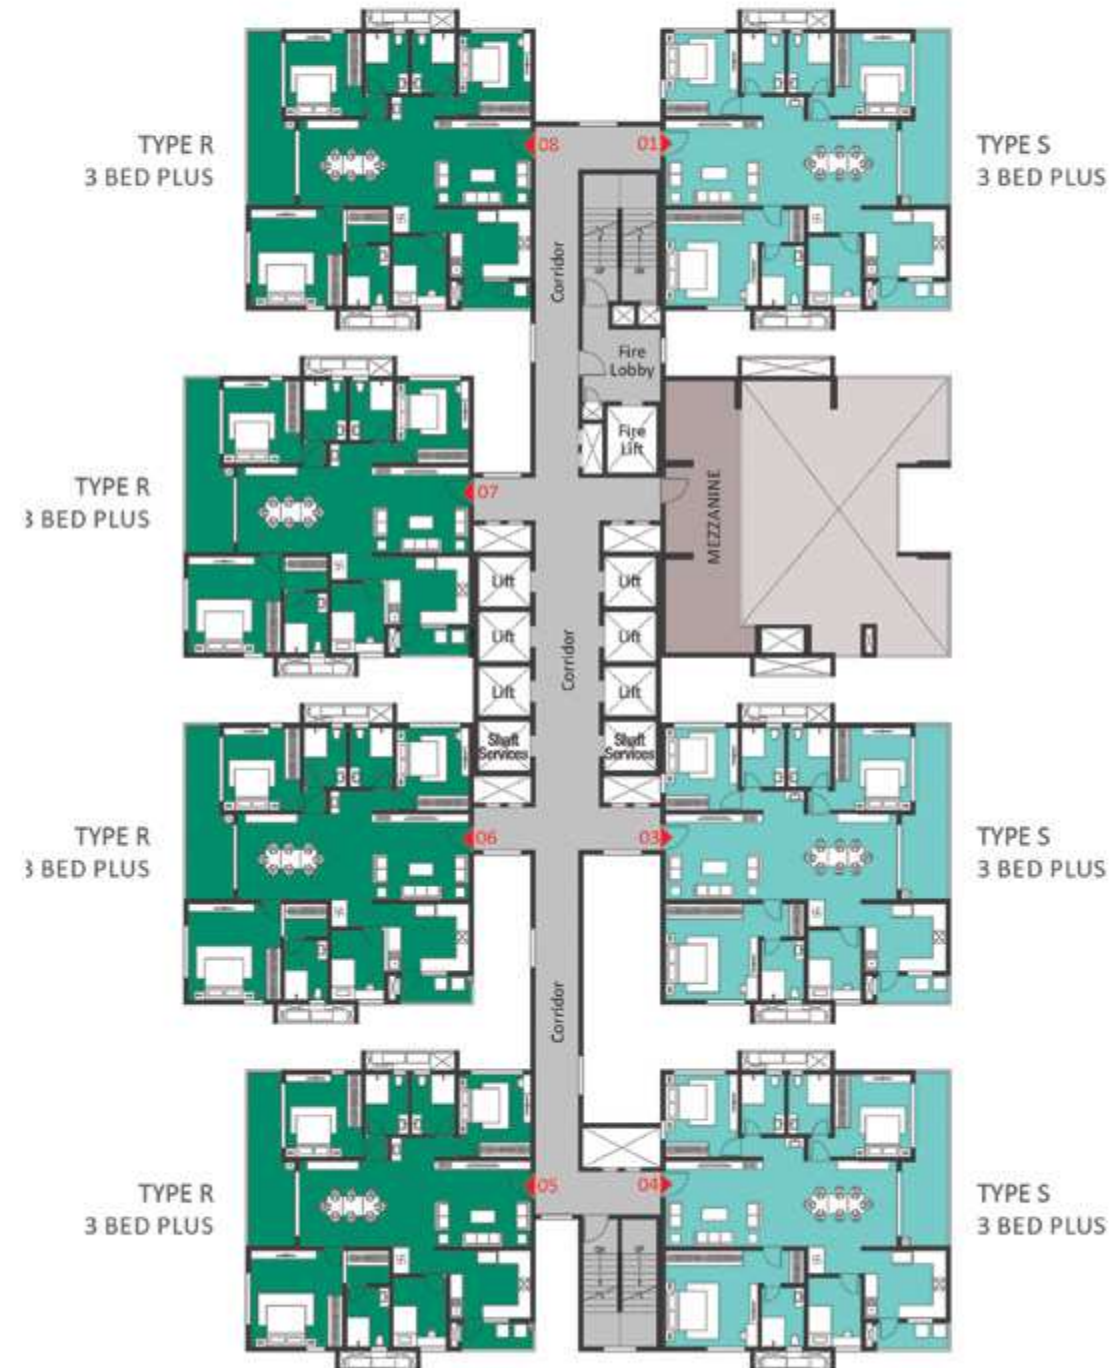 TYPE R
3 BED PLUS
08
01
TYPE S
3 BED PLUS
Corridor
Fire
Lobby
Fire
Lift
TYPE R
3 BED PLUS
07
MEZZANINE
Lift
Lift
Lift
Lift
Corridor
Lift
Lift
Shaft
Services
Shaft
Services
TYPE R
3 BED PLUS
06
03
TYPE S
3 BED PLUS
Corridor
TYPE R
3 BED PLUS
05
04
TYPE S
3 BED PLUS